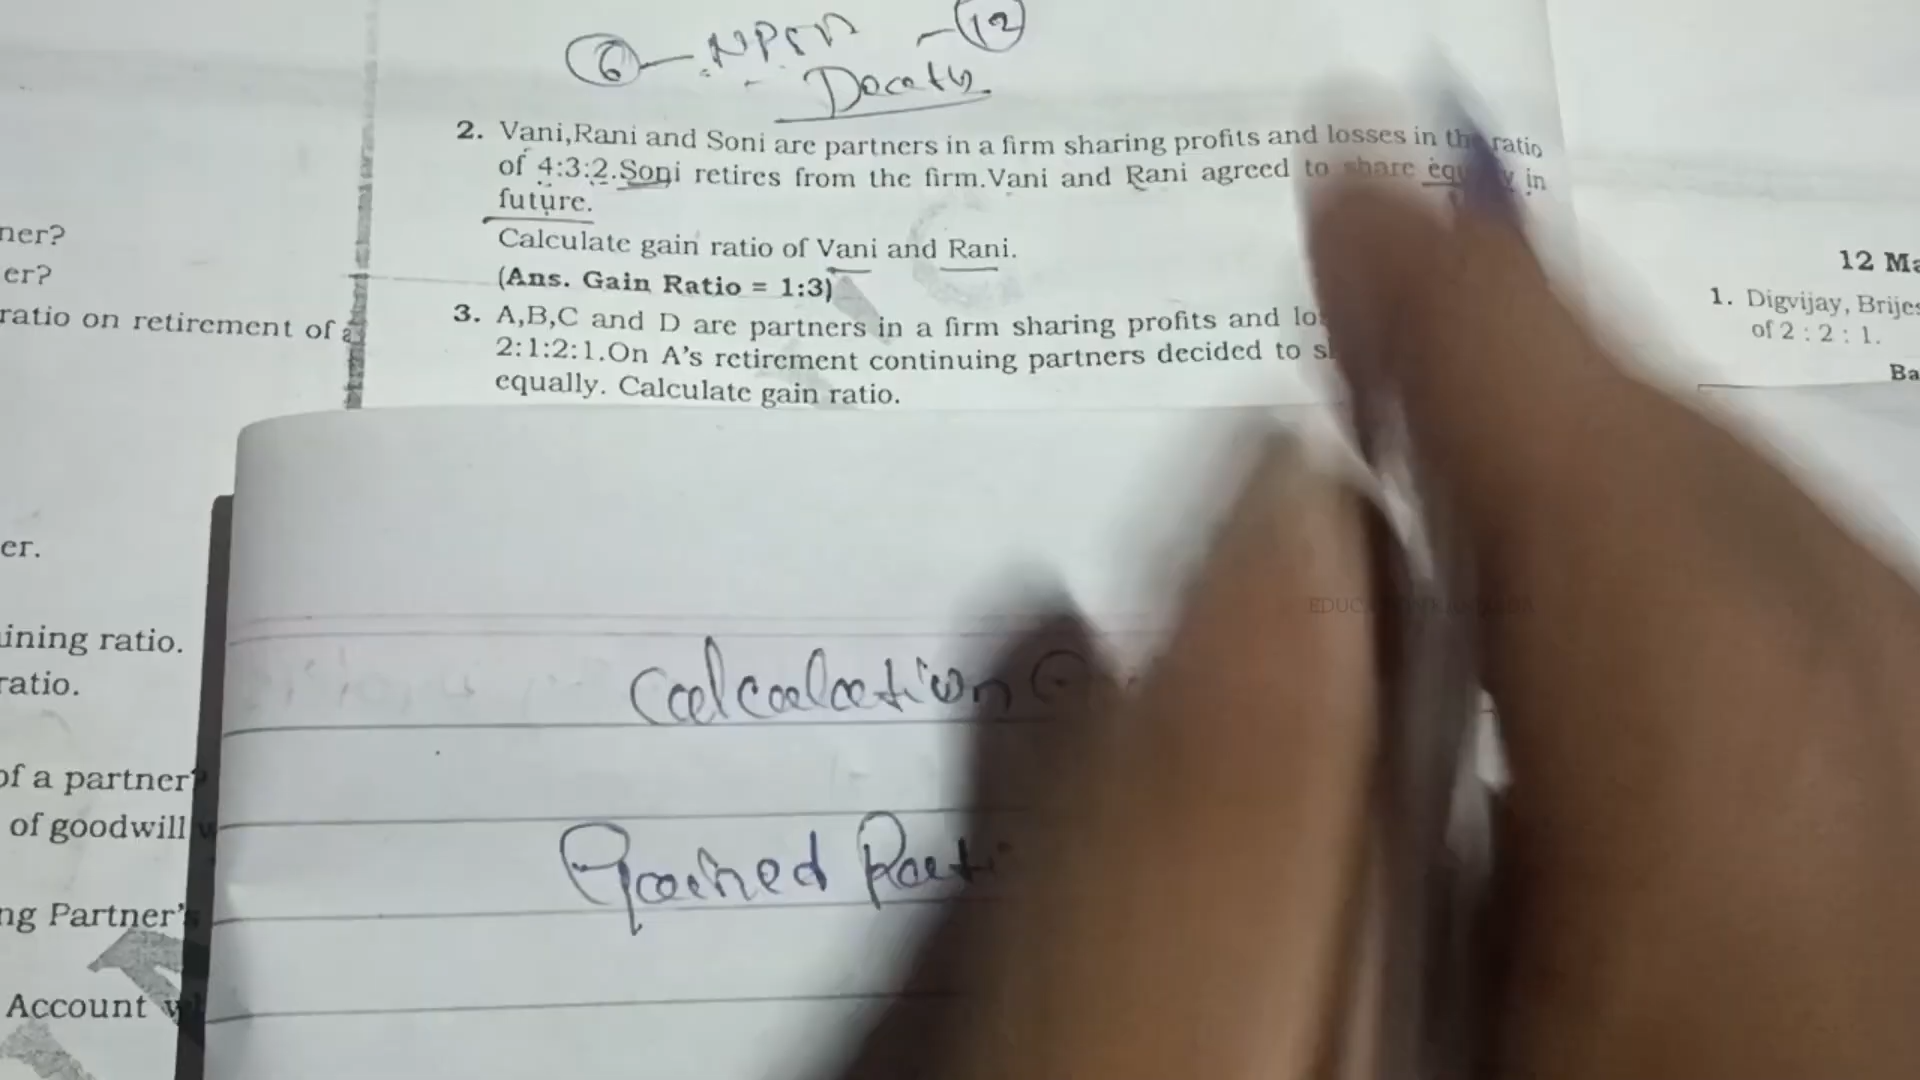 6 NPSR 12
2. Vani,Rani and Soni are partners in a firm sharing profits and losses in the ratio
of 4:3:2.Soni retires from the firm.Vani and Rani agreed to share in
future.
Calculate gain ratio of Vani and Rani.
(Ans. Gain Ratio = 1:3)
3. A,B,C and D are partners in a firm sharing profits and
2:1:2:1.On A's retirement continuing partners decided to
equally. Calculate gain ratio.
ner?
er?
ratio on retirement of a
er.
ining ratio.
ratio.
of a partner?
of goodwill
ng Partner's
Account
12 Ma
1. Digvijay, Brijes
of 2 : 2 : 1.
Ba
Calcalation
Gained